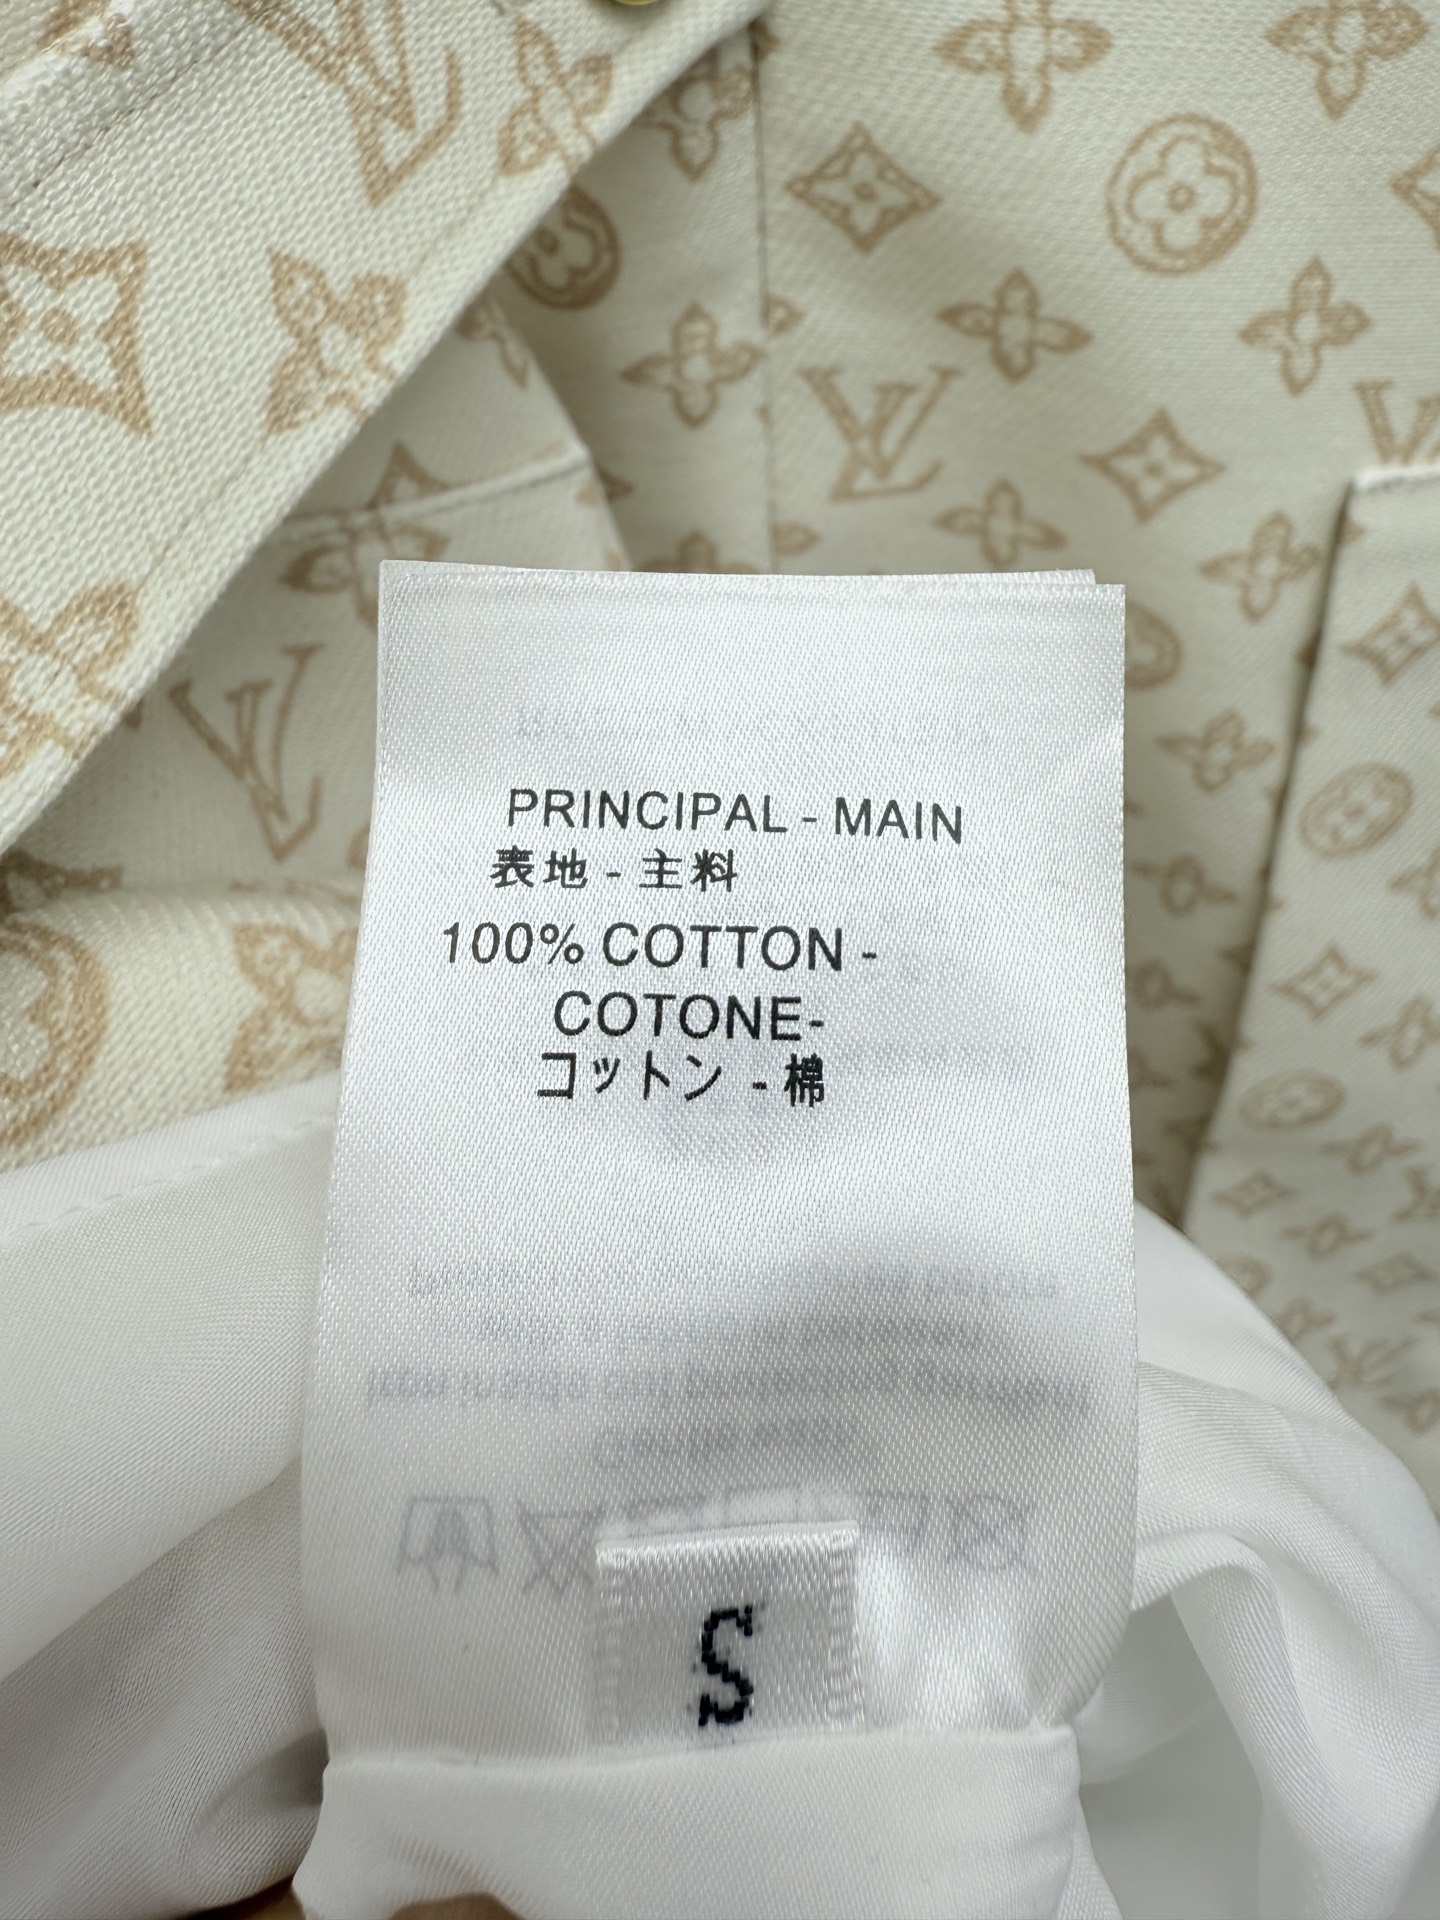 PRINCIPAL - MAIN
表地 - 主料
100% COTTON -
COTONE-
コットン - 棉
S